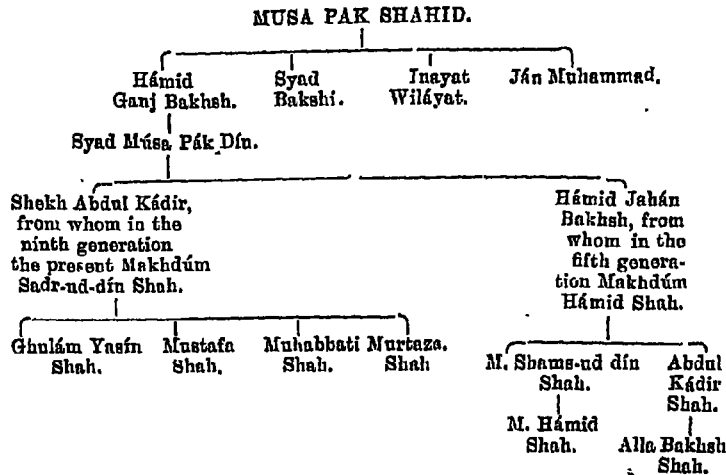 MUSA PAK SHAHID.
Hámid
Ganj Bakhsh.
Syad
Bakshi.
Inayat
Wiláyat.
Ján Muhammad.
Syad Músa Pák Dín.
Shekh Abdul Kádir,
from whom in the
ninth generation
the present Makhdúm
Sadr-ud-dín Shah.
Hámid Jahán
Bakhsh, from
whom in the
fifth genera-
tion Makhdúm
Hámid Shah.
Ghulám Yasín
Shah.
Mustafa
Shah.
Muhabbati
Shah.
Murtaza.
Shah
M. Shams-ud dín
Shah.
Abdul
Kádir
Shah.
M. Hámid
Shah.
Alla Bakhsh
Shah.